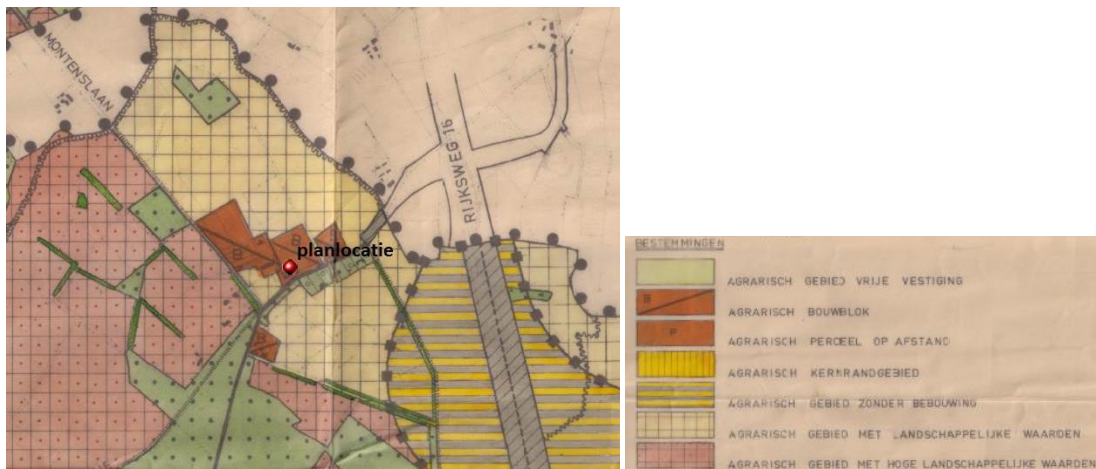 MONTENSLAAN
RIJKSWEG 16
B
B
planlocatie
BESTEMMINGEN
AGRARISCH GEBIED VRIJE VESTIGING
B
AGRARISCH BOUWBLOK
P
AGRARISCH PERCEEL OP AFSTAND
AGRARISCH KERNRANDGEBIED
AGRARISCH GEBIED ZONDER BEBOUWING
AGRARISCH GEBIED MET LANDSCHAPPELIJKE WAARDEN
AGRARISCH GEBIED MET HOGE LANDSCHAPPELIJKE WAARDEN